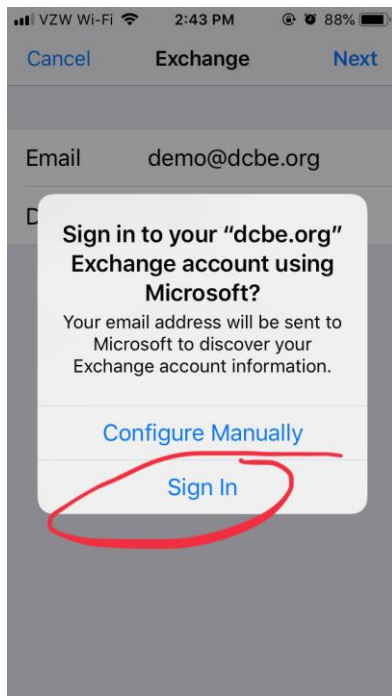 VZW Wi-Fi 2:43 PM 88%
Cancel Exchange Next
Email demo@dcbe.org
D
Sign in to your “dcbe.org”
Exchange account using
Microsoft?
Your email address will be sent to
Microsoft to discover your
Exchange account information.
Configure Manually
Sign In